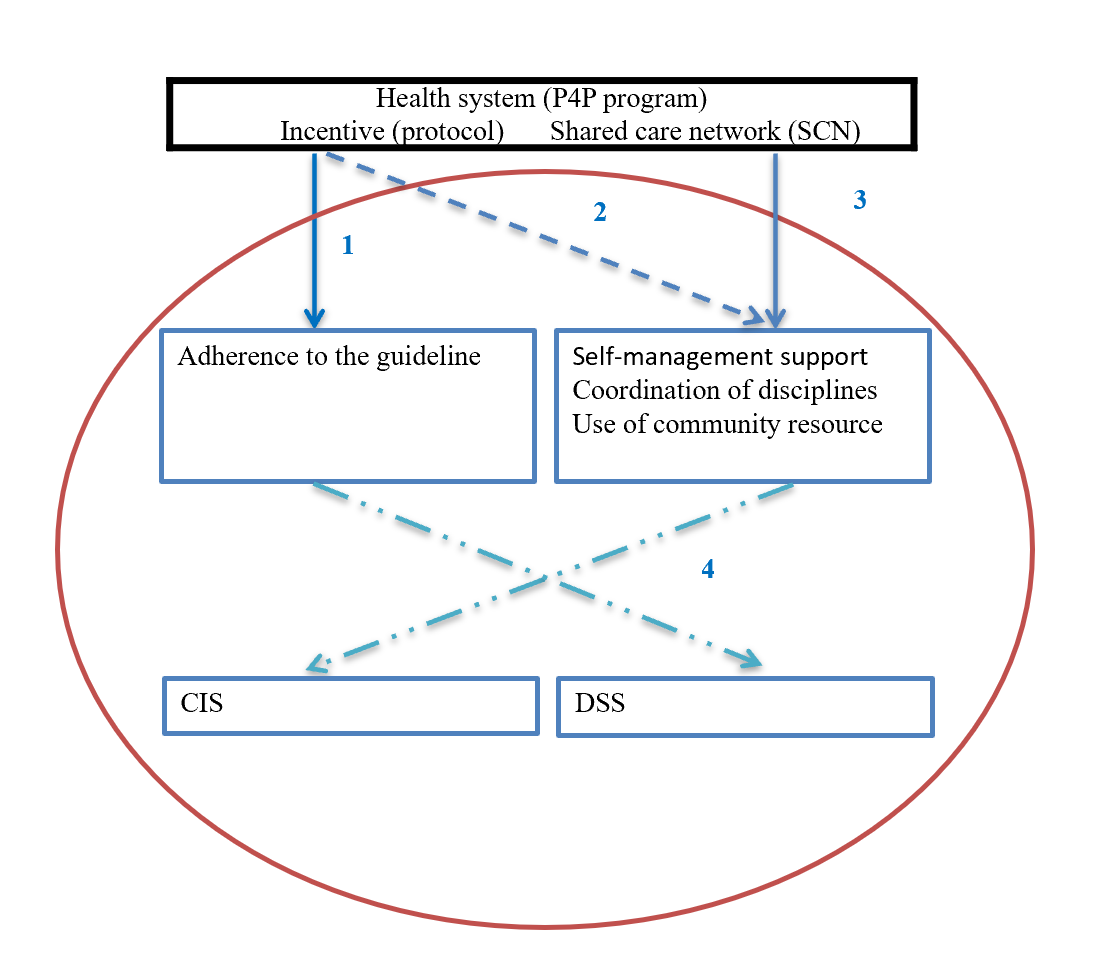 Health system (P4P program)
Incentive (protocol) Shared care network (SCN)
3
2
1
Adherence to the guideline
Self-management support
Coordination of disciplines
Use of community resource
4
CIS
DSS